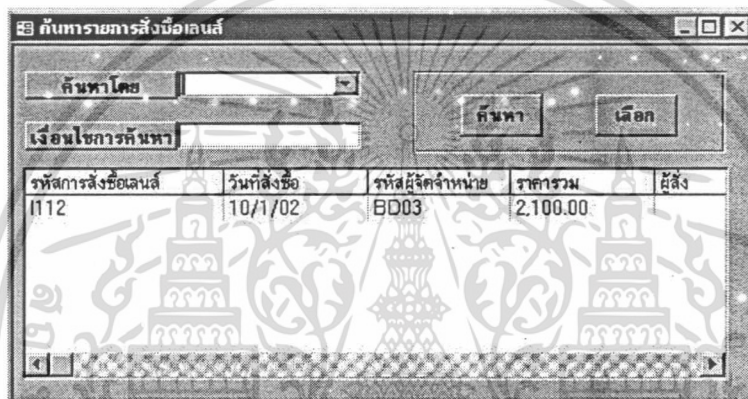 ค้นหารายการสั่งซื้อเลนส์
ค้นหาโดย
ค้นหา
เลือก
เงื่อนไขการค้นหา
รหัสการสั่งซื้อเลนส์ วันที่สั่งซื้อ รหัสผู้จัดจำหน่าย ราคารวม ผู้สั่ง
I112 10/1/02 BD03 2,100.00